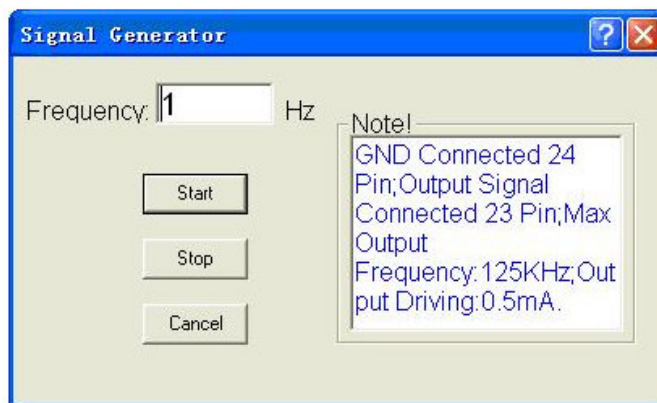 Signal Generator
Frequency: 1 Hz
Start
Stop
Cancel
Note!
GND Connected 24
Pin;Output Signal
Connected 23 Pin;Max
Output
Frequency:125KHz;Out
put Driving:0.5mA.